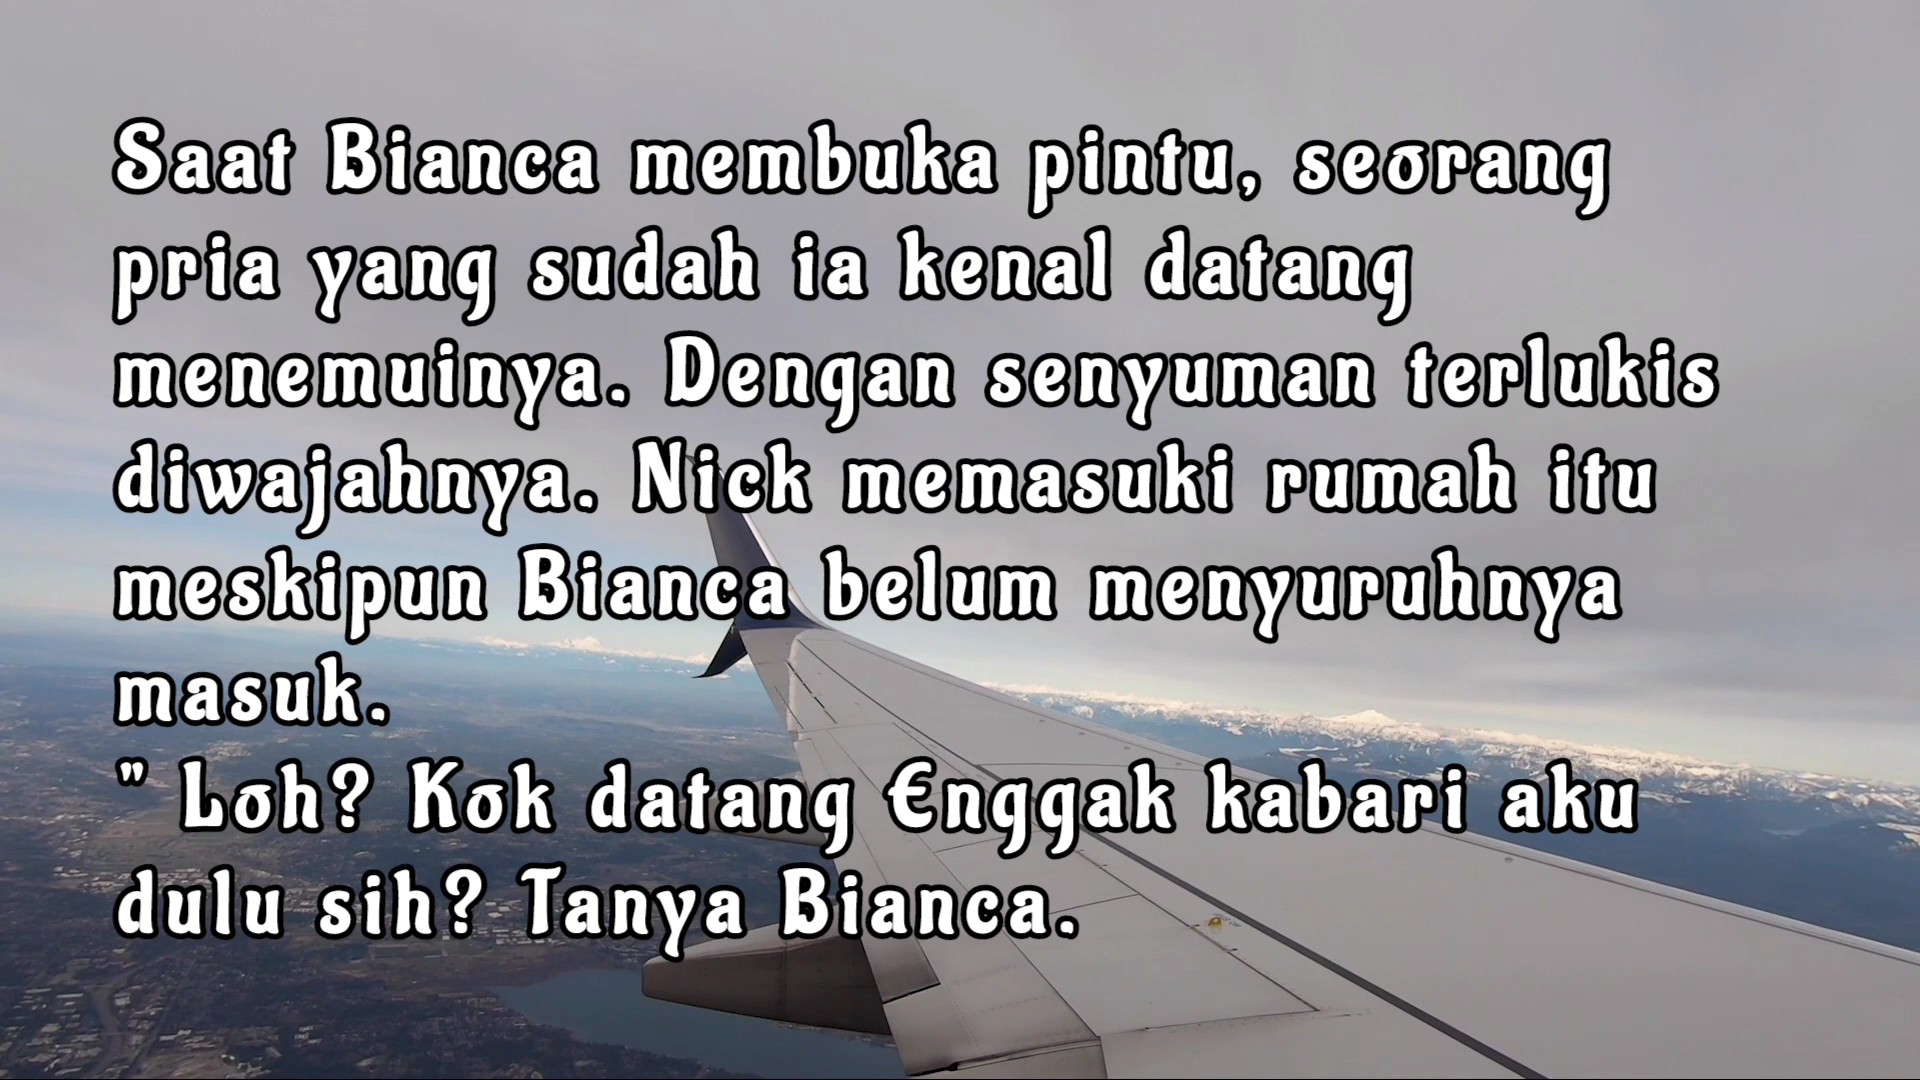 Saat Bianca membuka pintu, seorang
pria yang sudah ia kenal datang
menemuinya. Dengan senyuman terlukis
diwajahnya. Nick memasuki rumah itu
meskipun Bianca belum menyuruhnya
masuk.
" Loh? Kok datang Enggak kabari aku
dulu sih? Tanya Bianca.